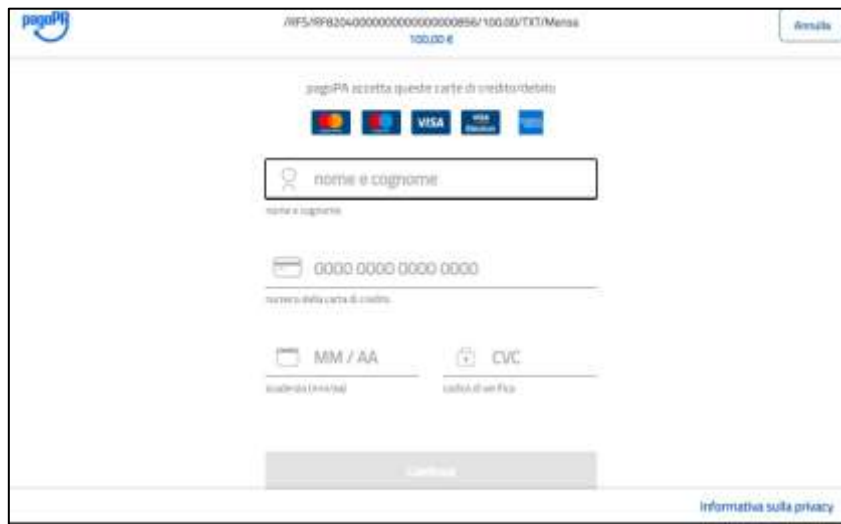 pagoPA
/RFS/RF82040000000000000000856/100.00/TXT/Mensa
100,00 €
Annulla
pagoPA accetta queste carte di credito/debito
VISA
VISA
nome e cognome
nome e cognome
0000 0000 0000 0000
numero della carta di credito
MM / AA
CVC
scadenza (mm/aa)
codice di verifica
Continua
Informativa sulla privacy